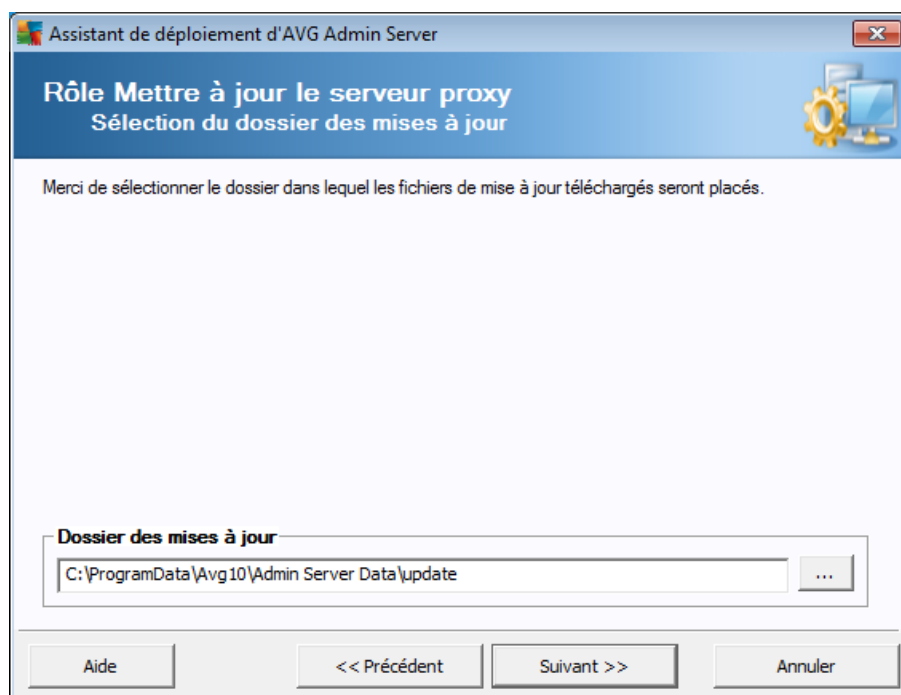 Assistant de déploiement d'AVG Admin Server
Rôle Mettre à jour le serveur proxy
Sélection du dossier des mises à jour
Merci de sélectionner le dossier dans lequel les fichiers de mise à jour téléchargés seront placés.
Dossier des mises à jour
C:\ProgramData\Avg10\Admin Server Data\update
...
Aide
<< Précédent
Suivant >>
Annuler